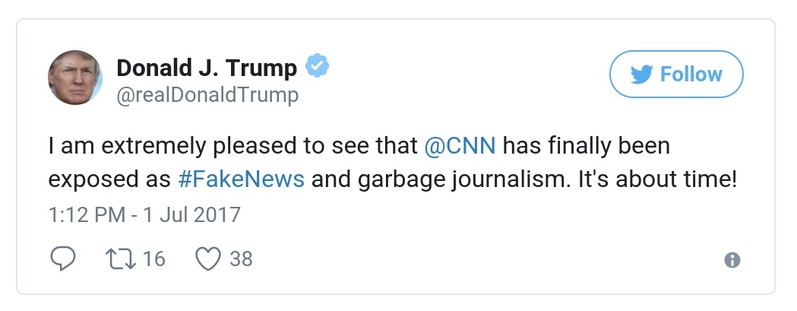 Donald J. Trump
@realDonaldTrump
Follow
I am extremely pleased to see that @CNN has finally been
exposed as #FakeNews and garbage journalism. It's about time!
1:12 PM - 1 Jul 2017
16 38